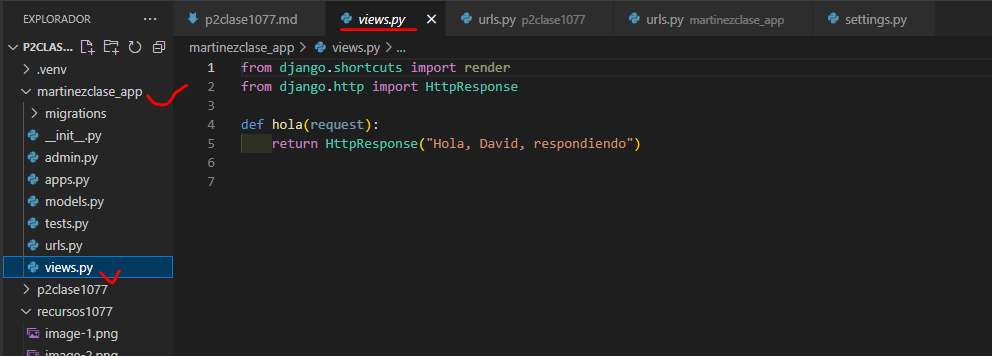 EXPLORADOR
P2CLAS...
.venv
martinezclase_app
migrations
__init__.py
admin.py
apps.py
models.py
tests.py
urls.py
views.py
p2clase1077
recursos1077
image-1.png
image-2.png
p2clase1077.md
views.py
urls.py p2clase1077
urls.py martinezclase_app
settings.py
martinezclase_app > views.py > ...
1 from django.shortcuts import render
2 from django.http import HttpResponse
3
4 def hola(request):
5 return HttpResponse("Hola, David, respondiendo")
6
7